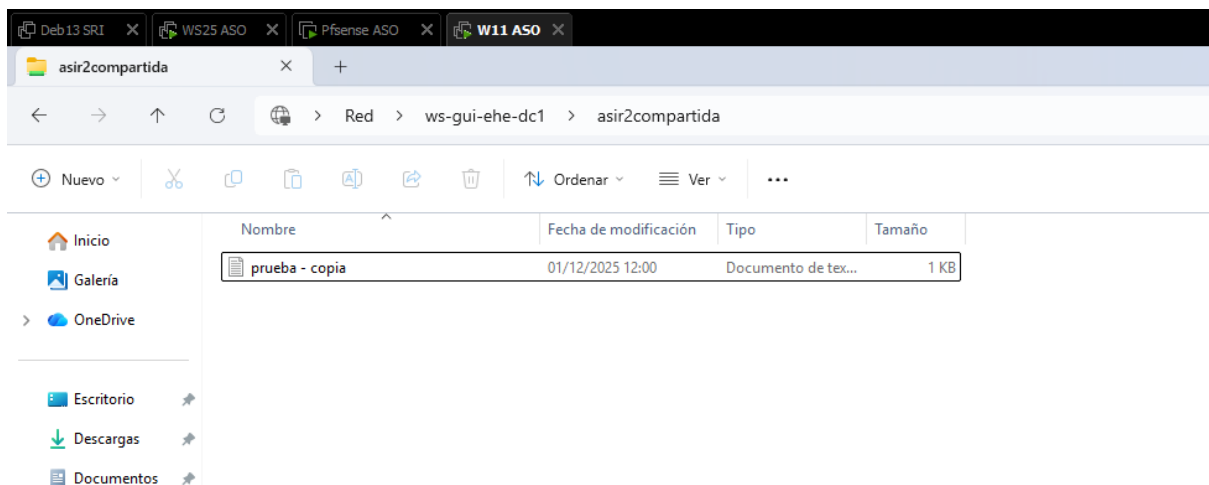 Deb13 SRI WS25 ASO Pfsense ASO W11 ASO
asir2compartida
Red > ws-gui-ehe-dc1 > asir2compartida
Nuevo Ordenar Ver ...
Nombre Fecha de modificación Tipo Tamaño
prueba - copia 01/12/2025 12:00 Documento de tex... 1 KB
Inicio
Galería
OneDrive
Escritorio
Descargas
Documentos